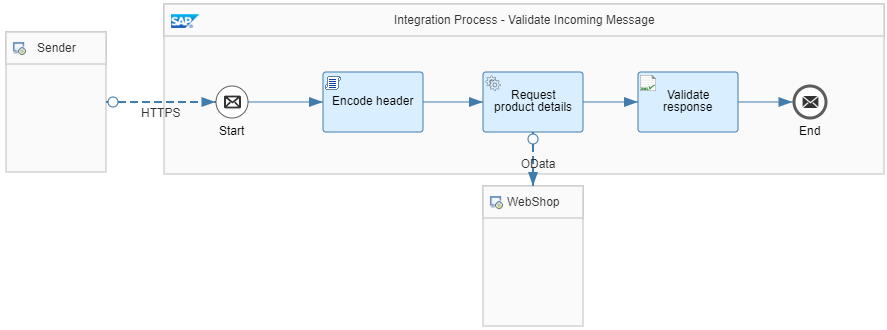 SAP
Integration Process - Validate Incoming Message
Sender
HTTPS
Start
Encode header
Request
product details
Validate
response
End
OData
WebShop